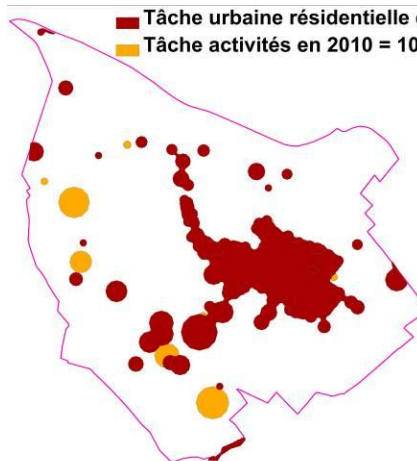 Tâche urbaine résidentielle
Tâche activités en 2010 = 10